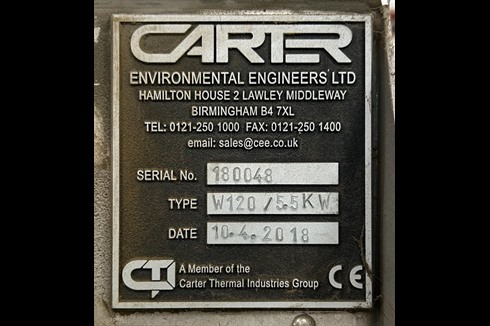 CARTER
ENVIRONMENTAL ENGINEERS LTD
HAMILTON HOUSE 2 LAWLEY MIDDLEWAY
BIRMINGHAM B4 7XL
TEL: 0121-250 1000 FAX: 0121-250 1400
email: sales@cee.co.uk
SERIAL No. 180048
TYPE W120/5.5KW
DATE 10.4.2018
CTI A Member of the CE
Carter Thermal Industries Group